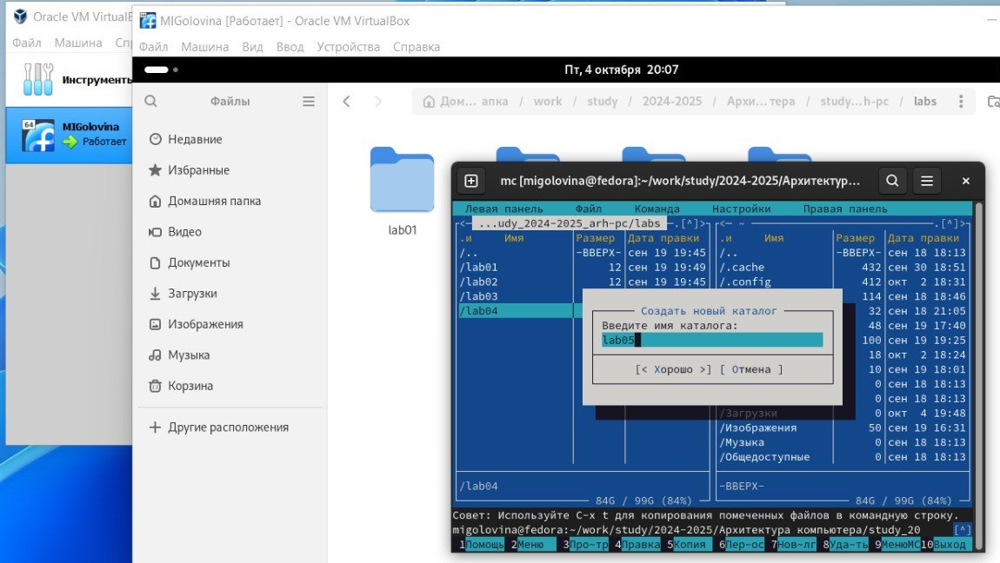 Oracle VM VirtualB
Файл Машина Сп
Инструменты
64
MIGolovina
Работает
MIGolovina [Работает] - Oracle VM VirtualBox
Файл Машина Вид Ввод Устройства Справка
Пт, 4 октября 20:07
Файлы
Дом… апка / work / study / 2024-2025 / Архи…тера / study…h-pc / labs
Недавние
Избранные
Домашняя папка
Видео
Документы
Загрузки
Изображения
Музыка
Корзина
Другие расположения
lab01
mc [migolovina@fedora]:~/work/study/2024-2025/Архитектур…
Левая панель Файл Команда Настройки Правая панель
<— ...udy_2024-2025_arh-pc/labs —.[^]> <— ~ —.[^]>
.и Имя Размер Дата правки .и Имя Размер Дата правки
/.. -ВВЕРХ- сен 19 19:45 /.. -ВВЕРХ- сен 18 18:13
/lab01 12 сен 19 19:49 /.cache 432 сен 30 18:51
/lab02 12 сен 19 19:45 /.config 412 окт 2 18:31
/lab03 114 сен 18 18:46
/lab04 32 сен 18 21:05
Создать новый каталог
Введите имя каталога:
lab05
[< Хорошо >] [ Отмена ]
48 сен 19 17:40
100 сен 19 19:25
18 окт 2 18:24
10 сен 19 18:01
0 сен 18 18:13
0 сен 18 18:13
/Загрузки 0 окт 4 19:48
/Изображения 50 сен 19 16:31
/Музыка 0 сен 18 18:13
/Общедоступные 0 сен 18 18:13
/lab04 -ВВЕРХ-
84G / 99G (84%) 84G / 99G (84%)
Совет: Используйте C-x t для копирования помеченных файлов в командную строку.
migolovina@fedora:~/work/study/2024-2025/Архитектура компьютера/study_20 [^]
1Помощь 2Меню 3Про~тр 4Правка 5Копия 6Пер~ос 7Нов~лг 8Уда~ть 9МенюMC 10Выход